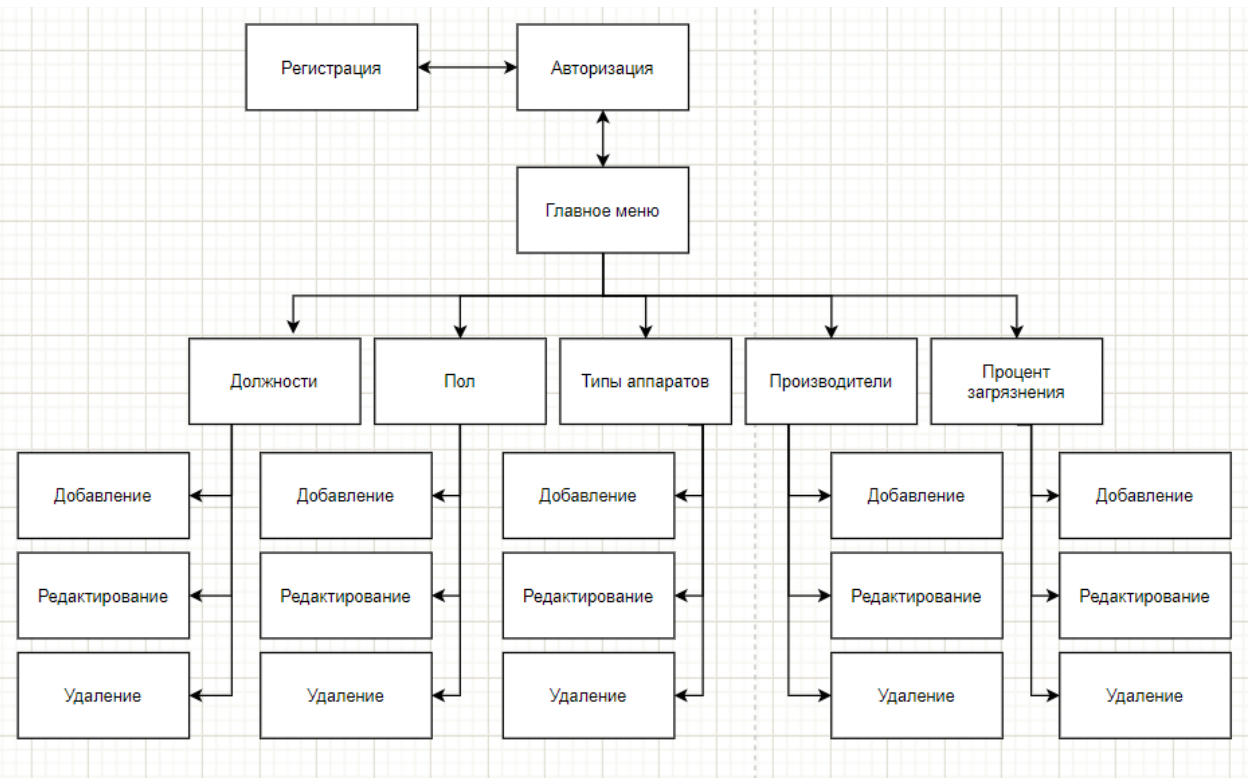 Регистрация
Авторизация
Главное меню
Должности
Пол
Типы аппаратов
Производители
Процент
загрязнения
Добавление
Добавление
Добавление
Добавление
Добавление
Редактирование
Редактирование
Редактирование
Редактирование
Редактирование
Удаление
Удаление
Удаление
Удаление
Удаление